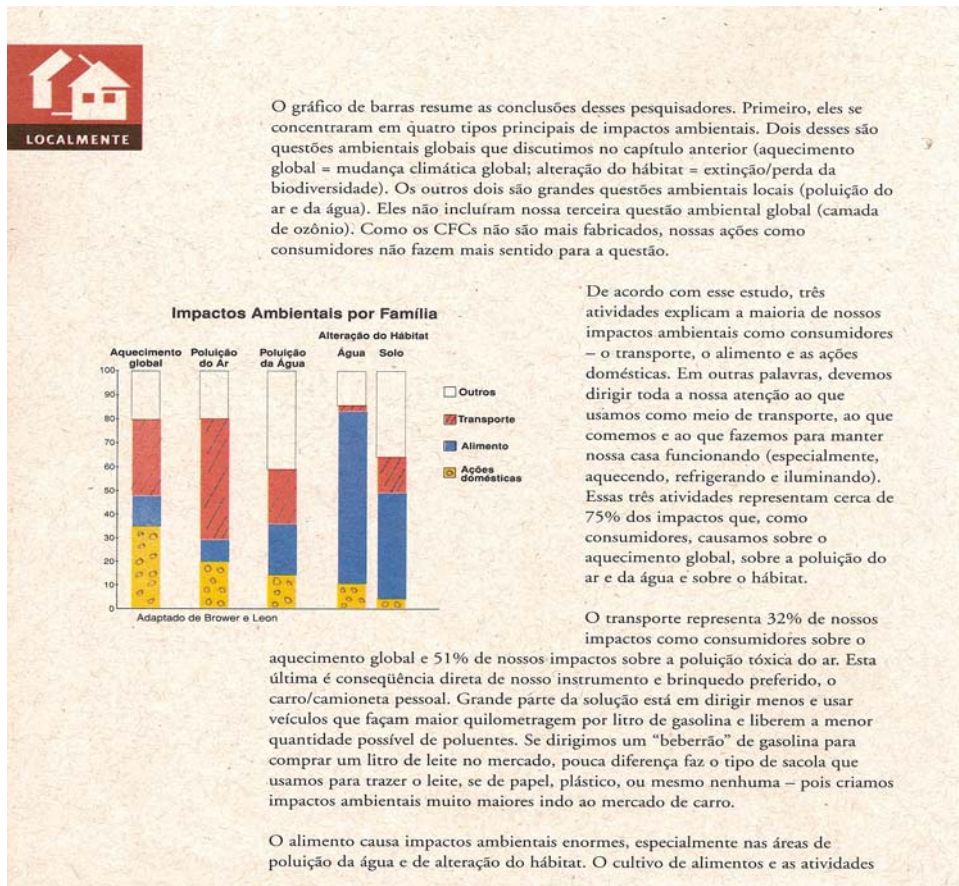 LOCALMENTE
O gráfico de barras resume as conclusões desses pesquisadores. Primeiro, eles se
concentraram em quatro tipos principais de impactos ambientais. Dois desses são
questões ambientais globais que discutimos no capítulo anterior (aquecimento
global = mudança climática global; alteração do hábitat = extinção/perda da
biodiversidade). Os outros dois são grandes questões ambientais locais (poluição do
ar e da água). Eles não incluíram nossa terceira questão ambiental global (camada
de ozônio). Como os CFCs não são mais fabricados, nossas ações como
consumidores não fazem mais sentido para a questão.
Impactos Ambientais por Família
Alteração do Hábitat
Aquecimento Poluição Poluição Água Solo
global do Ar da Água
100
90
80
70
60
50
40
30
20
10
0
Outros
Transporte
Alimento
Ações
domésticas
Adaptado de Brower e Leon
De acordo com esse estudo, três
atividades explicam a maioria de nossos
impactos ambientais como consumidores
– o transporte, o alimento e as ações
domésticas. Em outras palavras, devemos
dirigir toda a nossa atenção ao que
usamos como meio de transporte, ao que
comemos e ao que fazemos para manter
nossa casa funcionando (especialmente,
aquecendo, refrigerando e iluminando).
Essas três atividades representam cerca de
75% dos impactos que, como
consumidores, causamos sobre o
aquecimento global, sobre a poluição do
ar e da água e sobre o hábitat.
O transporte representa 32% de nossos
impactos como consumidores sobre o
aquecimento global e 51% de nossos impactos sobre a poluição tóxica do ar. Esta
última é conseqüência direta de nosso instrumento e brinquedo preferido, o
carro/camioneta pessoal. Grande parte da solução está em dirigir menos e usar
veículos que façam maior quilometragem por litro de gasolina e liberem a menor
quantidade possível de poluentes. Se dirigimos um “beberrão” de gasolina para
comprar um litro de leite no mercado, pouca diferença faz o tipo de sacola que
usamos para trazer o leite, se de papel, plástico, ou mesmo nenhuma – pois criamos
impactos ambientais muito maiores indo ao mercado de carro.
O alimento causa impactos ambientais enormes, especialmente nas áreas de
poluição da água e de alteração do hábitat. O cultivo de alimentos e as atividades